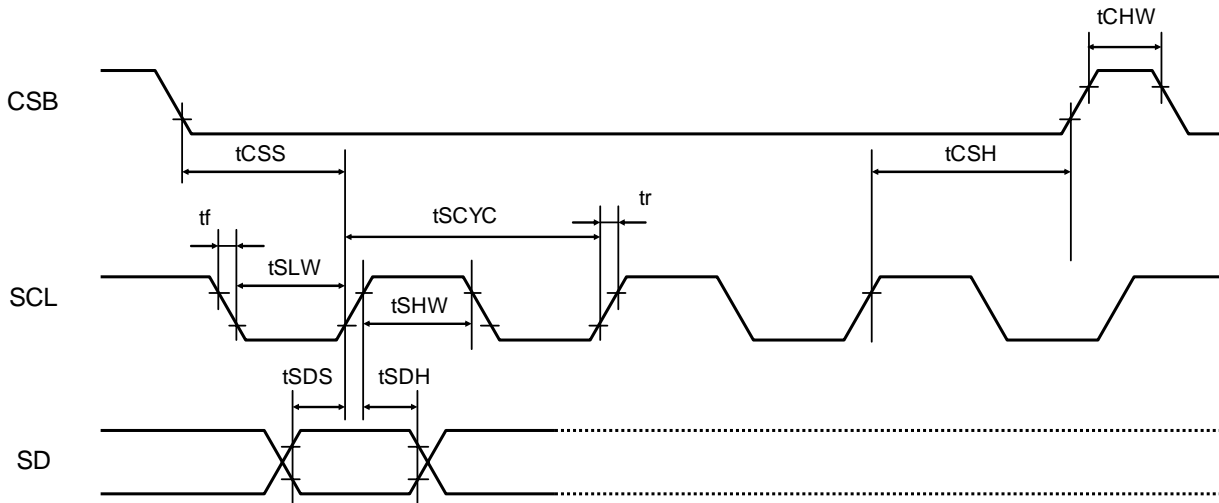 tCHW
CSB
tCSS
tCSH
tf
tSCYC
tr
tSLW
SCL
tSHW
tSDS
tSDH
SD